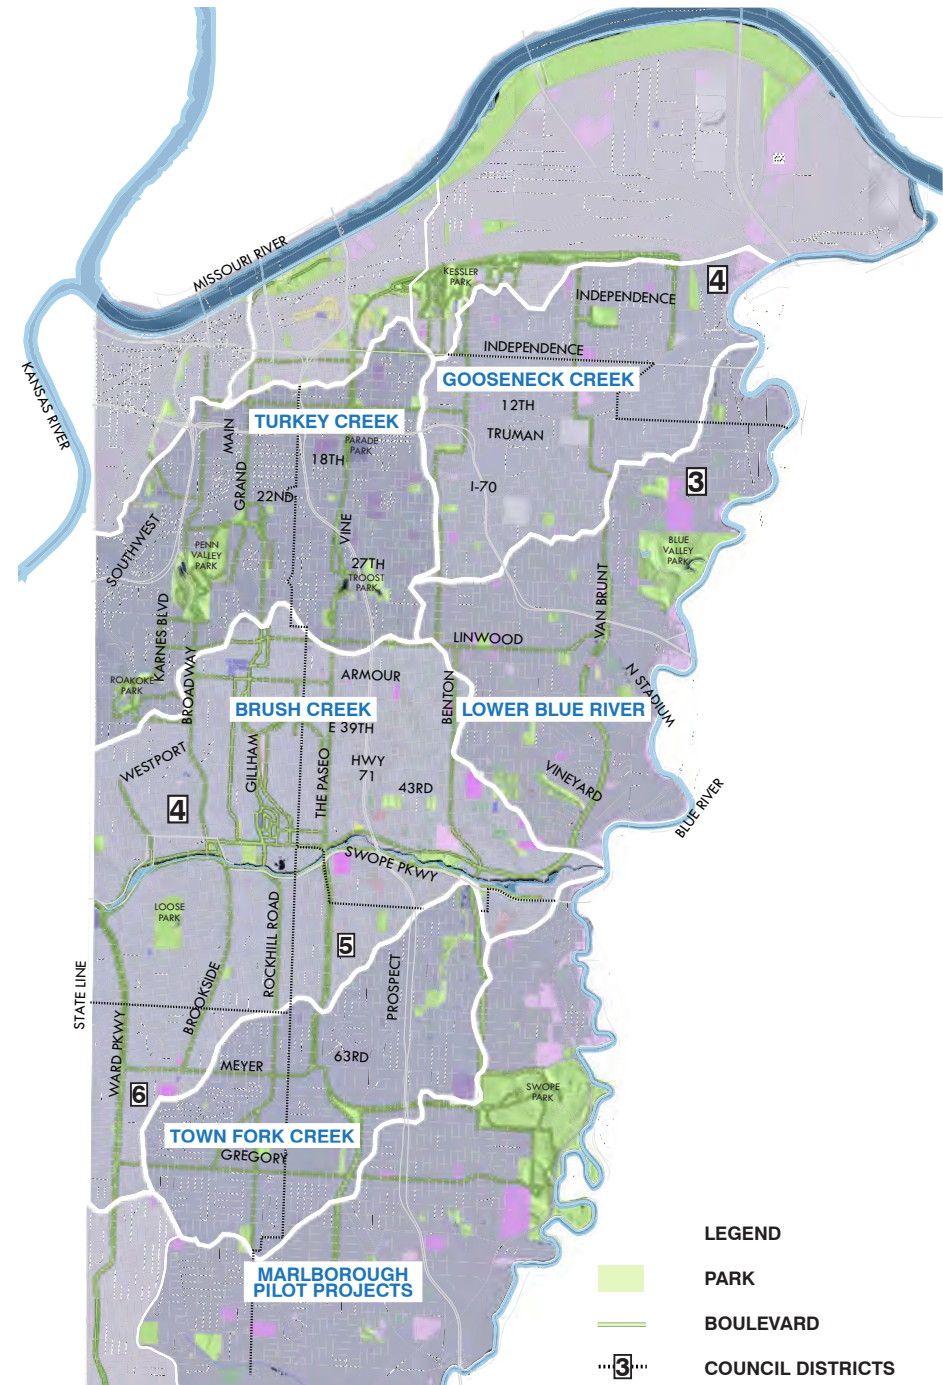 MISSOURI RIVER
KESSLER
PARK
4
INDEPENDENCE
INDEPENDENCE
KANSAS RIVER
GOOSENECK CREEK
12TH
TURKEY CREEK
MAIN
TRUMAN
PARADE
PARK
18TH
GRAND
22ND
I-70
3
VINE
SOUTHWEST
PENN
VALLEY
PARK
BLUE
VALLEY
PARK
27TH
TROOST
PARK
KARNES BLVD
VAN BRUNT
LINWOOD
ROAKOKE
PARK
BROADWAY
ARMOUR
BENTON
N STADIUM
BRUSH CREEK
LOWER BLUE RIVER
E 39TH
WESTPORT
GILLHAM
THE PASEO
HWY
71
43RD
VINEYARD
4
BLUE RIVER
SWOPE PKWY
LOOSE
PARK
ROCKHILL ROAD
5
STATE LINE
BROOKSIDE
PROSPECT
WARD PKWY
MEYER
63RD
6
SWOPE
PARK
TOWN FORK CREEK
GREGORY
MARLBOROUGH
PILOT PROJECTS
LEGEND
PARK
BOULEVARD
3 COUNCIL DISTRICTS